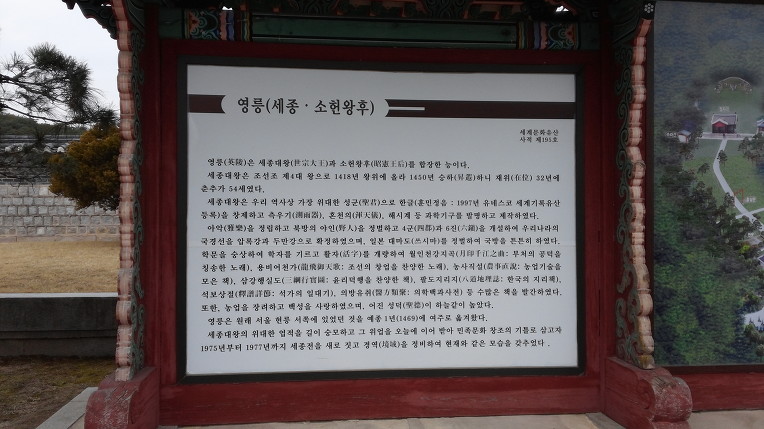 영릉(세종 · 소헌왕후)
세계문화유산
사적 제195호
영릉(英陵)은 세종대왕(世宗大王)과 소헌왕후(昭憲王后)를 합장한 능이다.
세종대왕은 조선조 제4대 왕으로 1418년 왕위에 올라 1450년 승하(昇遐)하니 재위(在位) 32년에
춘추가 54세였다.
세종대왕은 우리 역사상 가장 위대한 성군(聖君)으로 한글(훈민정음 : 1997년 유네스코 세계기록유산
등록)을 창제하고 측우기(測雨器), 혼천의(渾天儀), 해시계 등 과학기구를 발명하고 제작하였다.
아악(雅樂)을 정립하고 북방의 야인(野人)을 정벌하고 4군(四郡)과 6진(六鎭)을 개설하여 우리나라의
국경선을 압록강과 두만강으로 확정하였으며, 일본 대마도(쓰시마)를 정벌하여 국방을 튼튼히 하였다.
학문을 숭상하여 학자를 기르고 활자(活字)를 개량하여 월인천강지곡(月印千江之曲: 부처의 공덕을
칭송한 노래), 용비어천가(龍飛御天歌: 조선의 창업을 찬양한 노래), 농사직설(農事直說: 농업기술을
모은 책), 삼강행실도(三綱行實圖: 윤리덕행을 찬양한 책), 팔도지리지(八道地理誌: 한국의 지리책),
석보상절(釋譜詳節: 석가의 일대기), 의방유취(醫方類聚: 의학백과사전) 등 수많은 책을 발간하였다.
또한, 농업을 장려하고 백성을 사랑하였으며, 어진 성덕(聖德)이 하늘같이 높았다.
영릉은 원래 서울 헌릉 서쪽에 있었던 것을 예종 1년(1469)에 여주로 옮겼다.
세종대왕의 위대한 업적을 길이 숭모하고 그 위업을 오늘에 이어 받아 민족문화 창조의 기틀로 삼고자
1975년부터 1977년까지 세종전을 새로 짓고 경역(境域)을 정비하여 현재와 같은 모습을 갖추었다 .